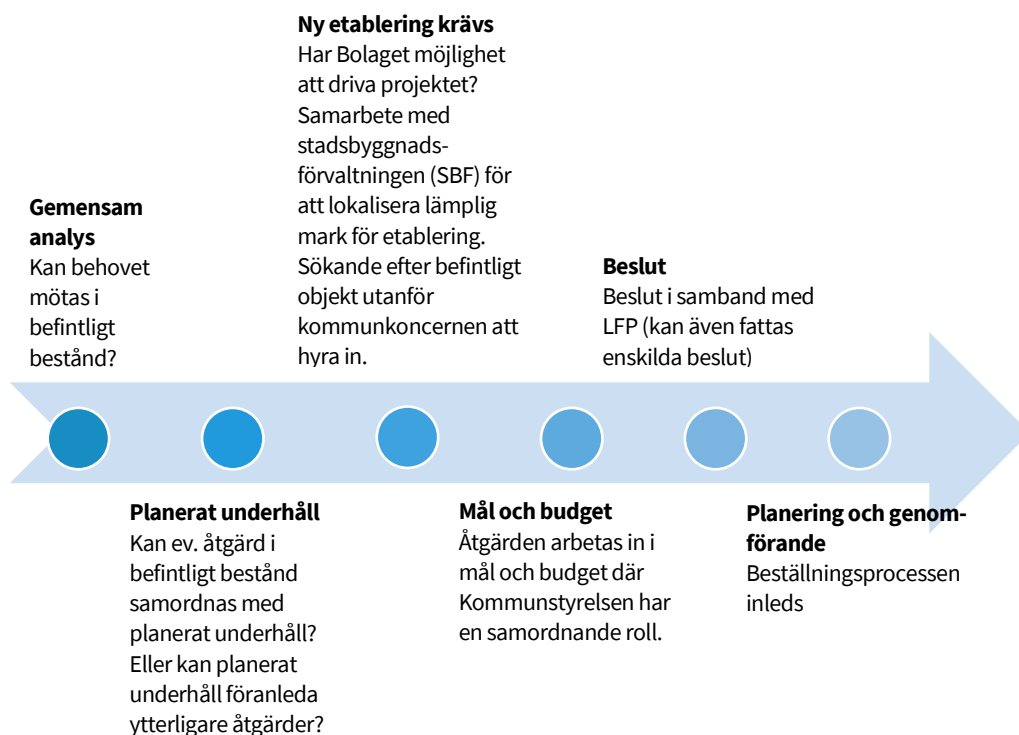 Gemensam
analys
Kan behovet
mötas i
befintligt
bestånd?
Planerat underhåll
Kan ev. åtgärd i
befintligt bestånd
samordnas med
planerat underhåll?
Eller kan planerat
underhåll föranleda
ytterligare åtgärder?
Ny etablering krävs
Har Bolaget möjlighet
att driva projektet?
Samarbete med
stadsbyggnads-
förvaltningen (SBF) för
att lokalisera lämplig
mark för etablering.
Sökande efter befintligt
objekt utanför
kommunkoncernen att
hyra in.
Mål och budget
Åtgärden arbetas in i
mål och budget där
Kommunstyrelsen har
en samordnande roll.
Beslut
Beslut i samband med
LFP (kan även fattas
enskilda beslut)
Planering och genom-
förande
Beställningsprocessen
inleds